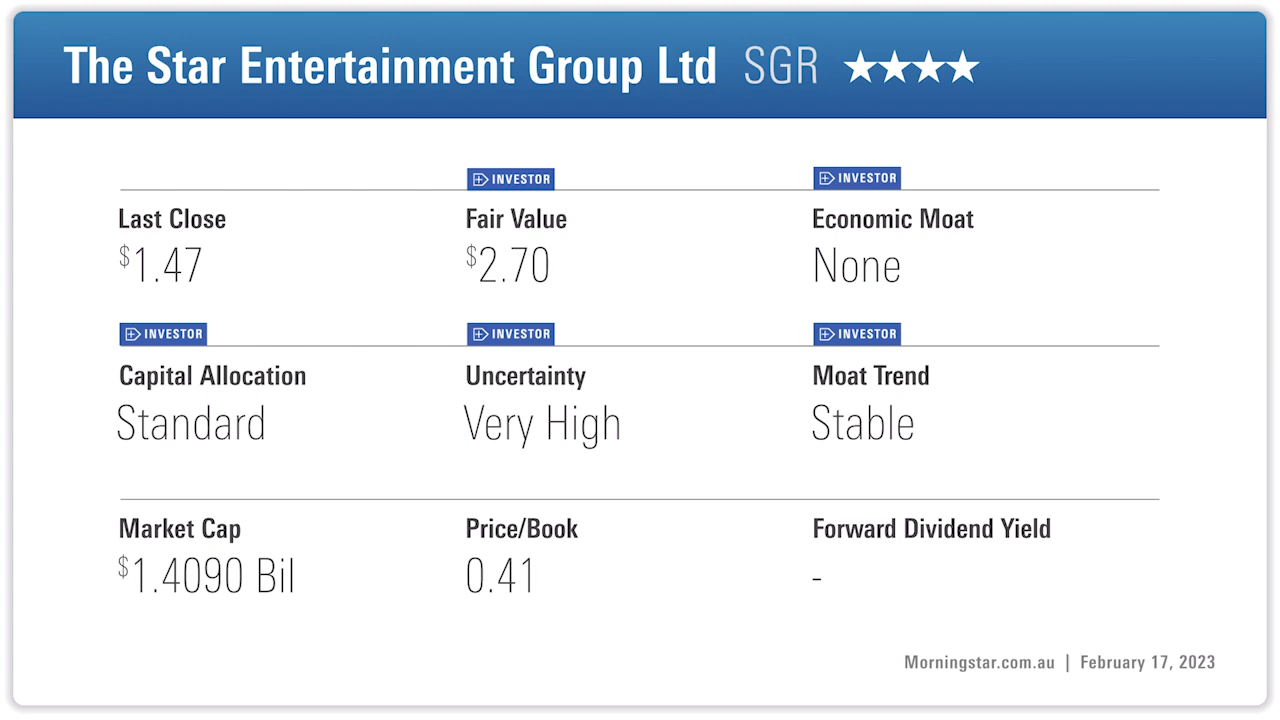 The Star Entertainment Group Ltd SGR ★★★★
INVESTOR INVESTOR
Last Close Fair Value Economic Moat
$1.47 $2.70 None
INVESTOR INVESTOR INVESTOR
Capital Allocation Uncertainty Moat Trend
Standard Very High Stable
Market Cap Price/Book Forward Dividend Yield
$1.4090 Bil 0.41 -
Morningstar.com.au | February 17, 2023